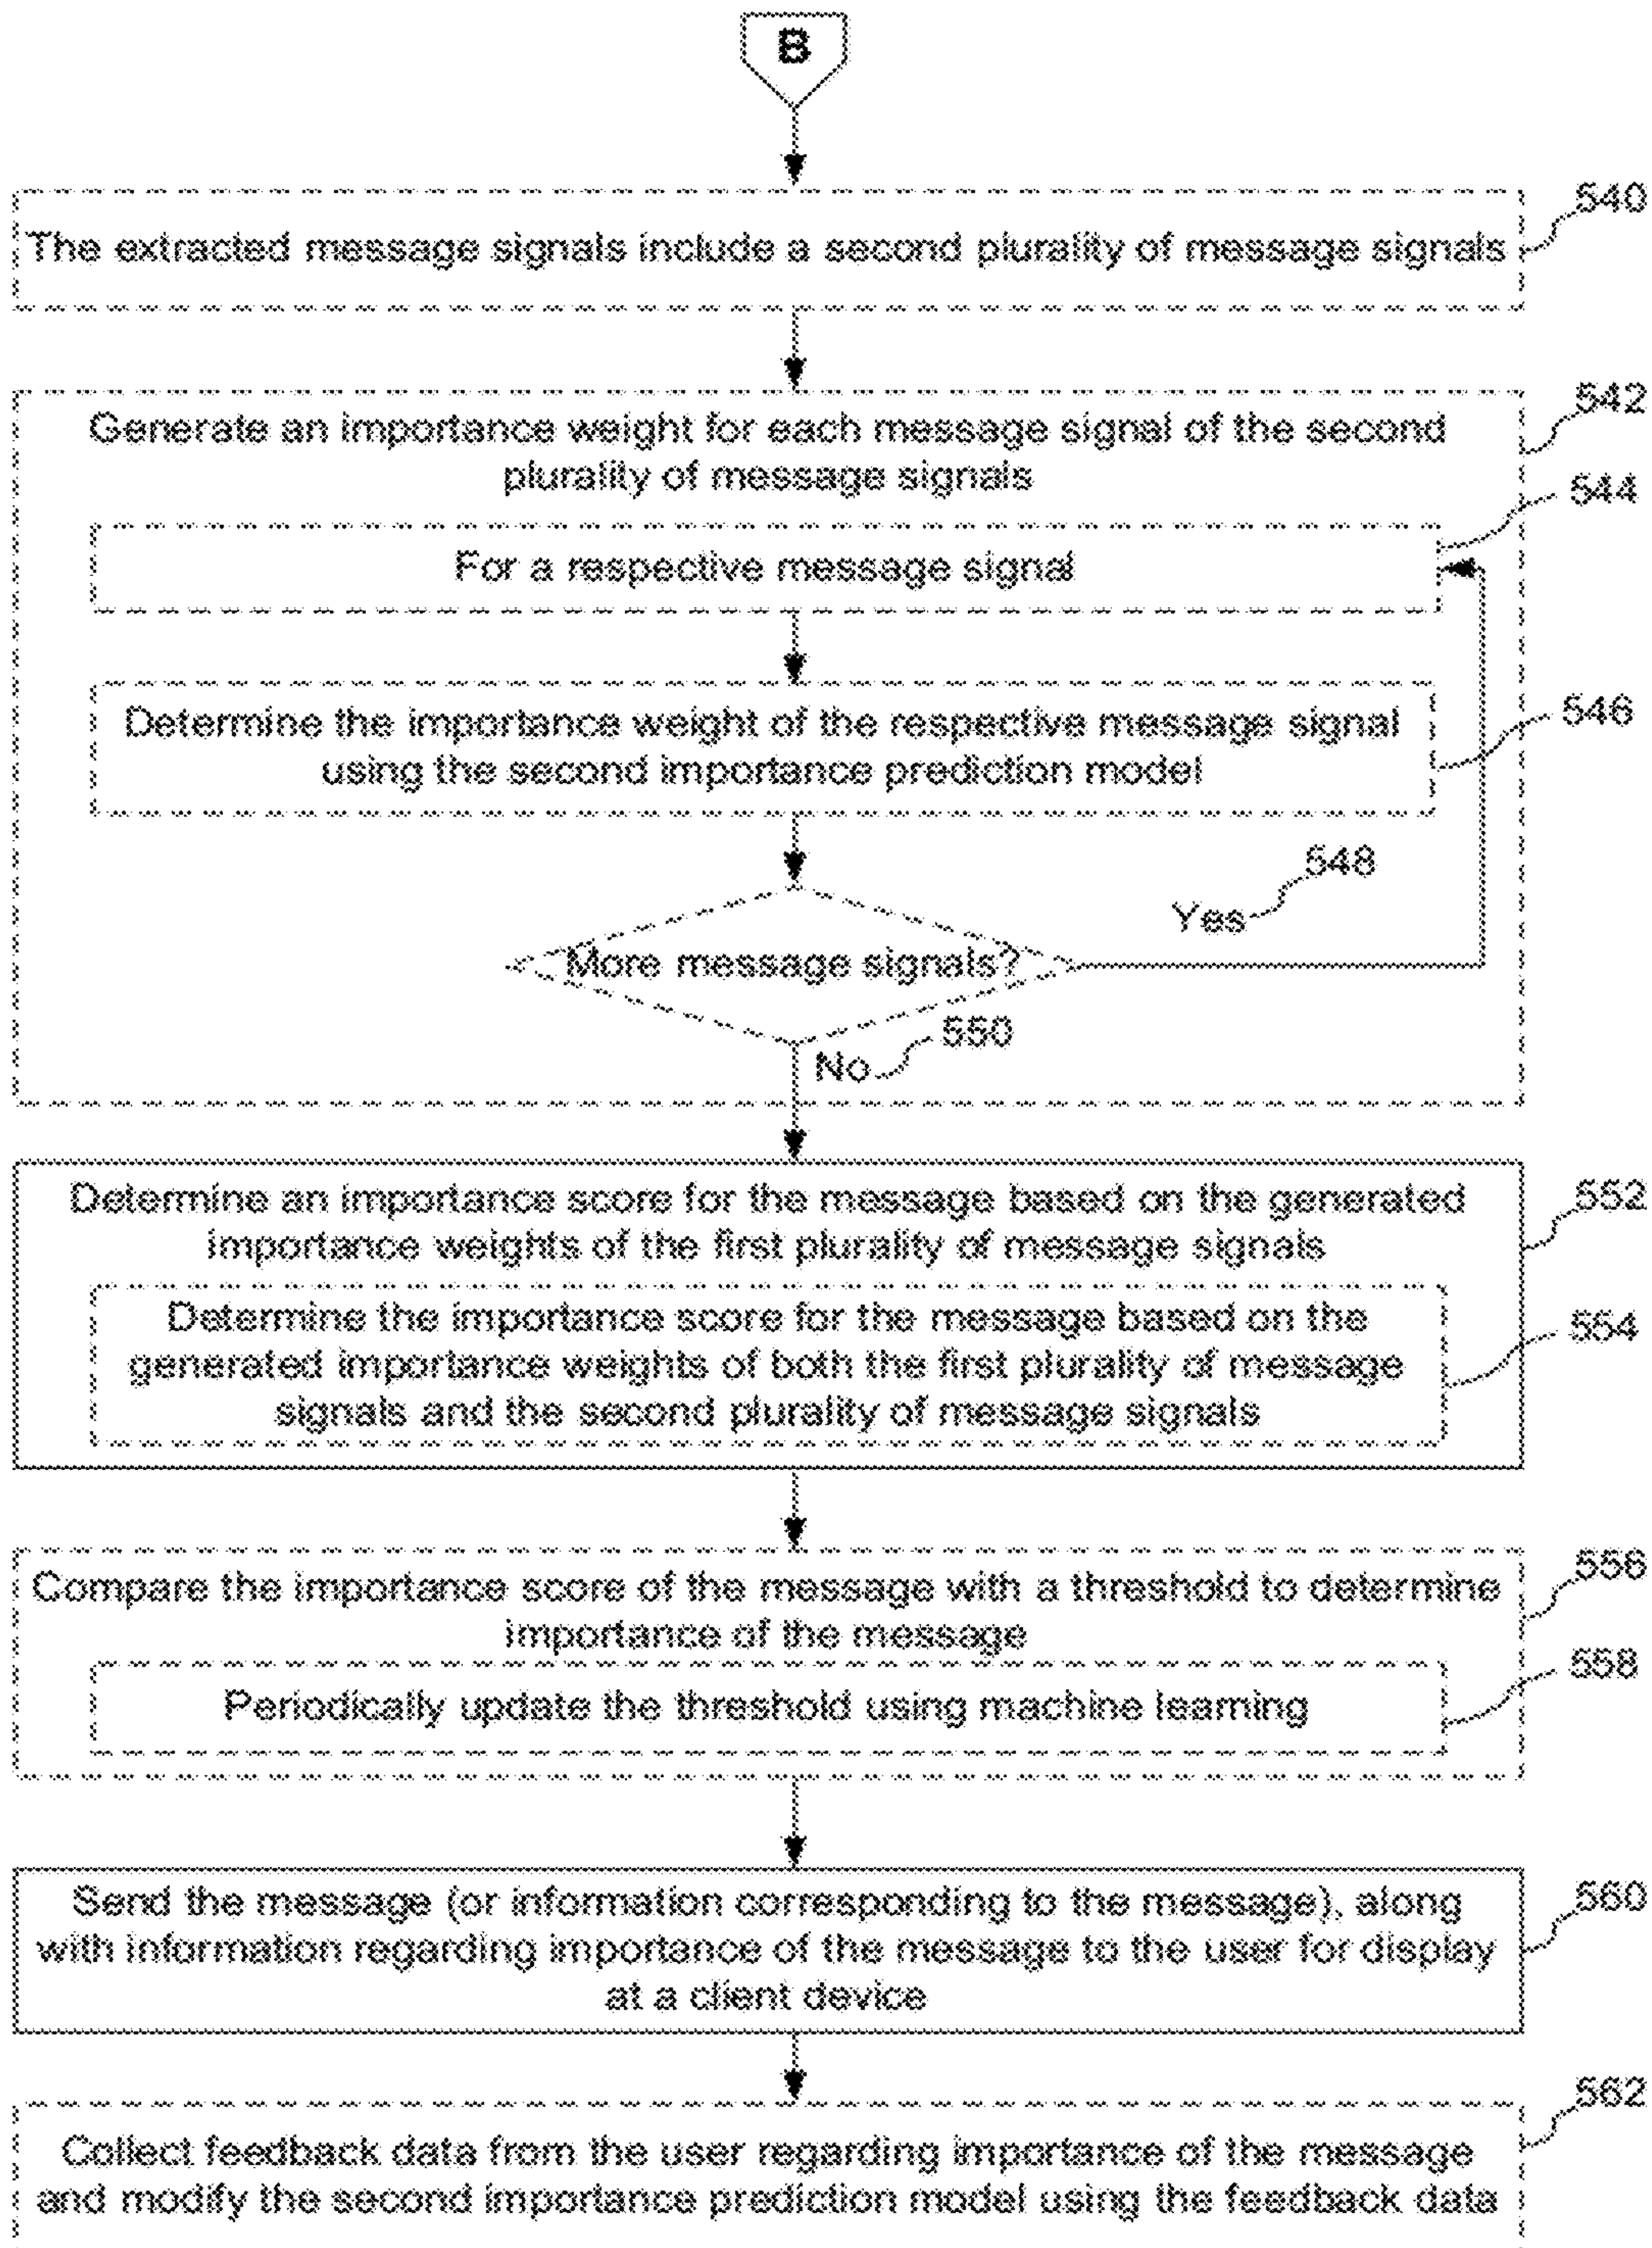 B
540
The extracted message signals include a second plurality of message signals
542
Generate an importance weight for each message signal of the second
plurality of message signals
544
For a respective message signal
546
Determine the importance weight of the respective message signal
using the second importance prediction model
548
Yes
More message signals?
550
No
552
Determine an importance score for the message based on the generated
importance weights of the first plurality of message signals
554
Determine the importance score for the message based on the
generated importance weights of both the first plurality of message
signals and the second plurality of message signals
556
Compare the importance score of the message with a threshold to determine
importance of the message
558
Periodically update the threshold using machine learning
560
Send the message (or information corresponding to the message), along
with information regarding importance of the message to the user for display
at a client device
562
Collect feedback data from the user regarding importance of the message
and modify the second importance prediction model using the feedback data